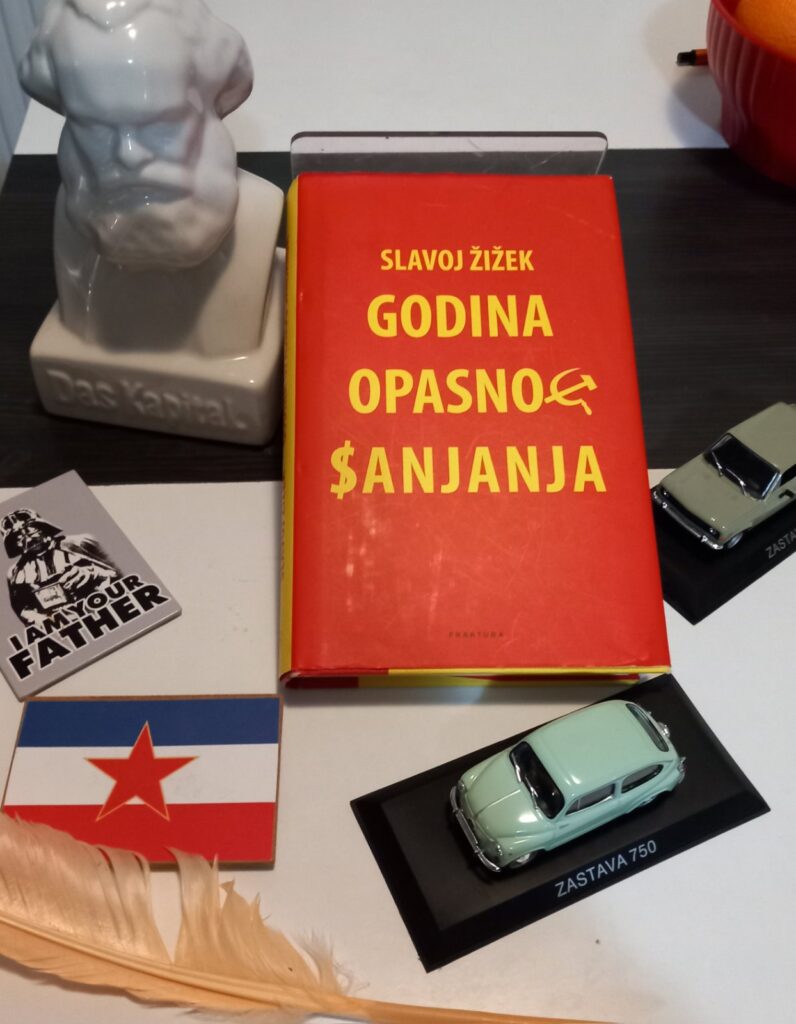 Das Kapital.
SLAVOJ ŽIŽEK
GODINA
OPASNO☭
$ANJANJA
FRAKTURA
I AM YOUR
FATHER
ZASTAVA 750